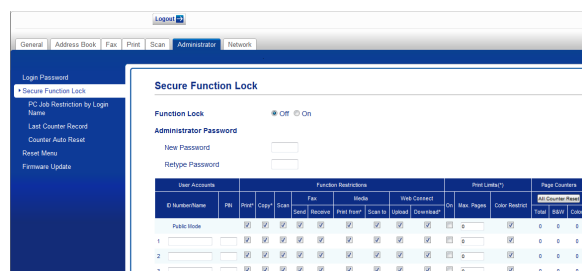 Logout
General Address Book Fax Print Scan Administrator Network
Login Password
Secure Function Lock
PC Job Restriction by Login Name
Last Counter Record
Counter Auto Reset
Reset Menu
Firmware Update
Secure Function Lock
Function Lock Off On
Administrator Password
New Password
Retype Password
User Accounts Function Restrictions Print Limits(*) Page Counters
ID Number/Name PIN Print* Copy* Scan Fax Media Web Connect On Max. Pages Color Restrict All Counter Reset
Send Receive Print from* Scan to Upload Download* Total B&W Color
Public Mode 0 0 0 0
1 0 0 0 0
2 0 0 0 0